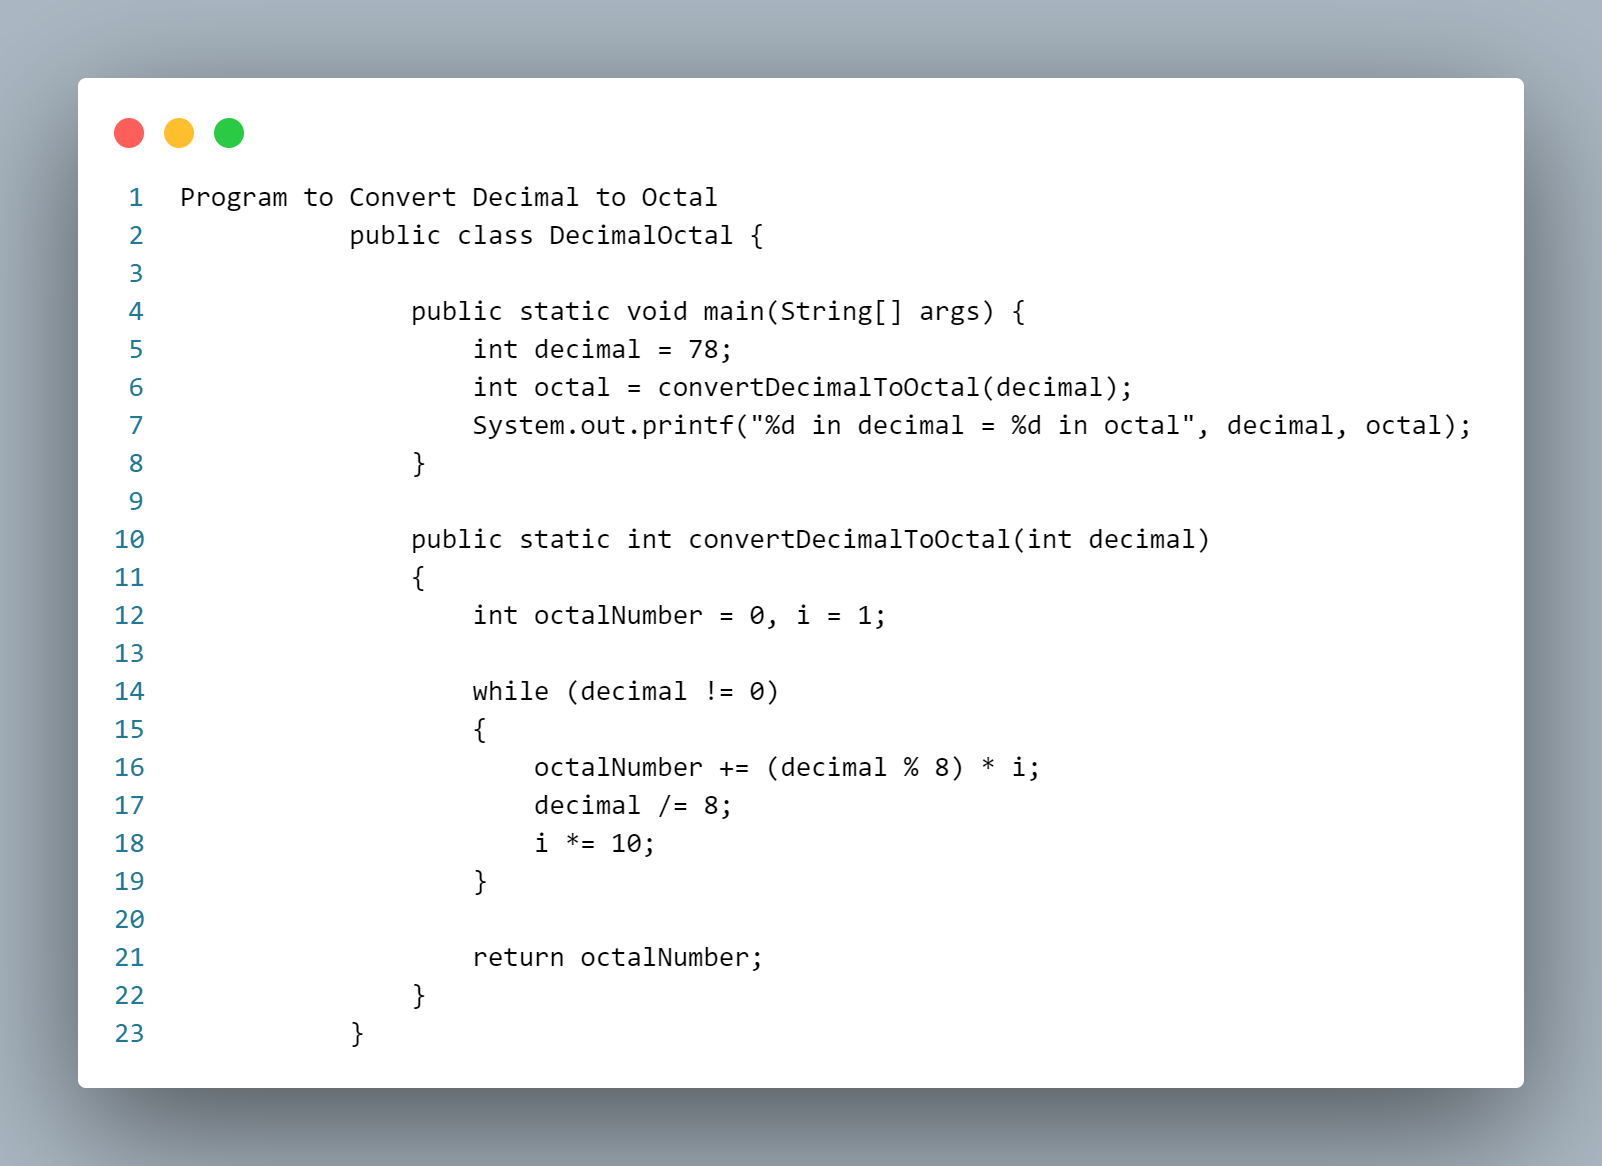 1 Program to Convert Decimal to Octal
2 public class DecimalOctal {
3
4 public static void main(String[] args) {
5 int decimal = 78;
6 int octal = convertDecimalToOctal(decimal);
7 System.out.printf("%d in decimal = %d in octal", decimal, octal);
8 }
9
10 public static int convertDecimalToOctal(int decimal)
11 {
12 int octalNumber = 0, i = 1;
13
14 while (decimal != 0)
15 {
16 octalNumber += (decimal % 8) * i;
17 decimal /= 8;
18 i *= 10;
19 }
20
21 return octalNumber;
22 }
23 }